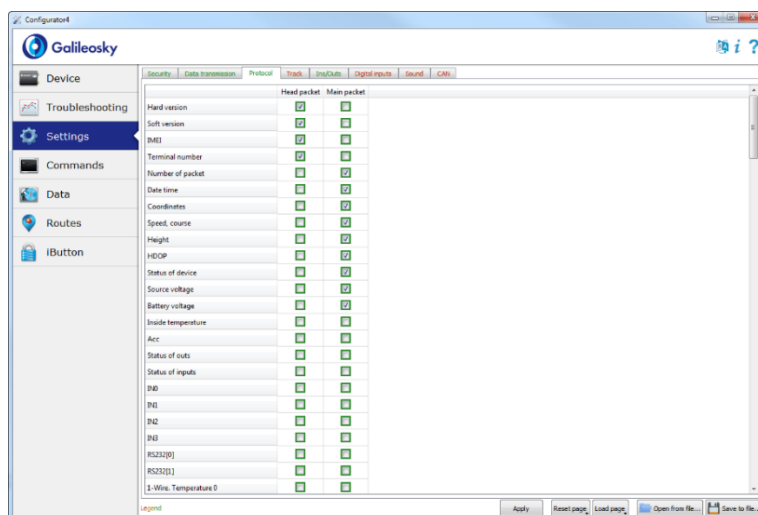 Configurator4
Galileosky
Device
Troubleshooting
Settings
Commands
Data
Routes
iButton
Security Data transmission Protocol Track Ins/Outs Digital inputs Sound CAN
Head packet Main packet
Hard version
Soft version
IMEI
Terminal number
Number of packet
Date time
Coordinates
Speed, course
Height
HDOP
Status of device
Source voltage
Battery voltage
Inside temperature
Acc
Status of outs
Status of inputs
IN0
IN1
IN2
IN3
RS232[0]
RS232[1]
1-Wire. Temperature 0
Legend Apply Reset page Load page Open from file... Save to file...